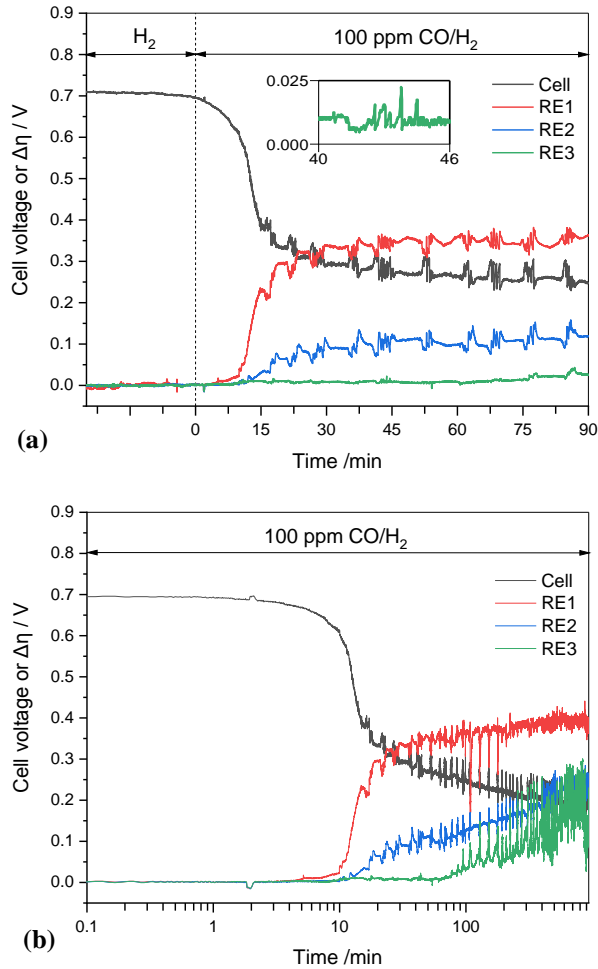 0.9
0.8
0.7
0.6
0.5
0.4
0.3
0.2
0.1
0.0
Cell voltage or Δη / V
H2
100 ppm CO/H2
0.025
0.000
40
46
Cell
RE1
RE2
RE3
0
15
30
45
60
75
90
Time /min
(a)
0.9
0.8
0.7
0.6
0.5
0.4
0.3
0.2
0.1
0.0
Cell voltage or Δη / V
100 ppm CO/H2
Cell
RE1
RE2
RE3
0.1
1
10
100
Time /min
(b)